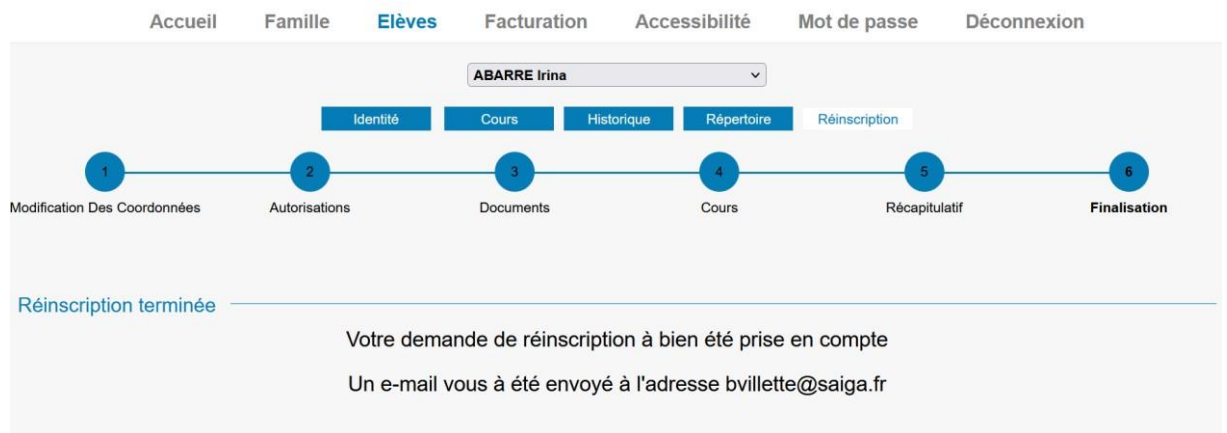 Accueil Famille Elèves Facturation Accessibilité Mot de passe Déconnexion
ABARRE Irina
Identité Cours Historique Répertoire Réinscription
1 2 3 4 5 6
Modification Des Coordonnées Autorisations Documents Cours Récapitulatif Finalisation
Réinscription terminée
Votre demande de réinscription à bien été prise en compte
Un e-mail vous à été envoyé à l'adresse bvillette@saiga.fr